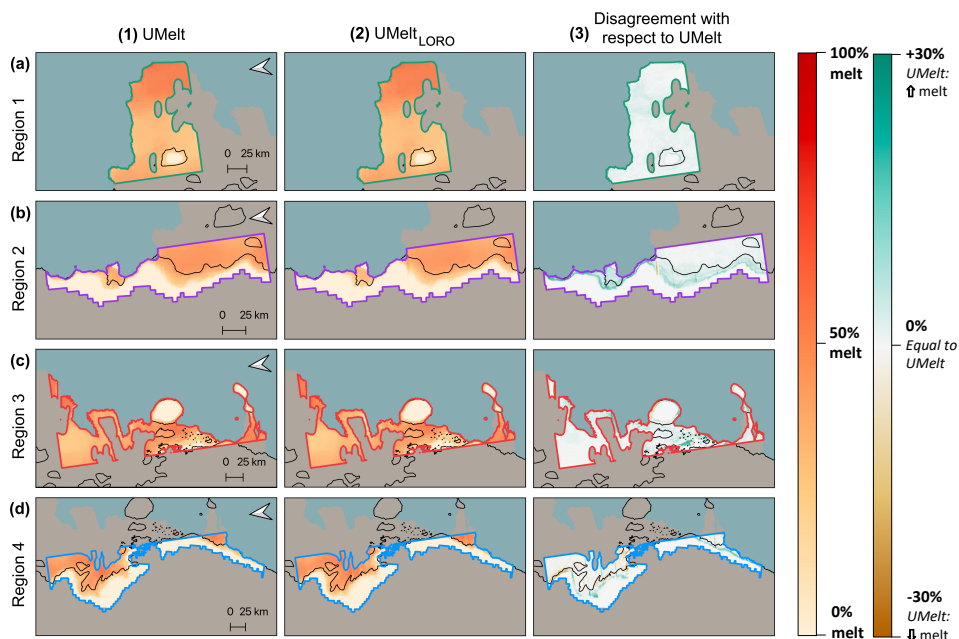 (1) UMelt
(2) UMeltLORO
(3) Disagreement with
respect to UMelt
(a)
Region 1
0 25 km
(b)
Region 2
0 25 km
(c)
Region 3
0 25 km
(d)
Region 4
0 25 km
100%
melt
50%
melt
0%
melt
+30%
UMelt:
⇧ melt
0%
Equal to
UMelt
-30%
UMelt:
⇩ melt